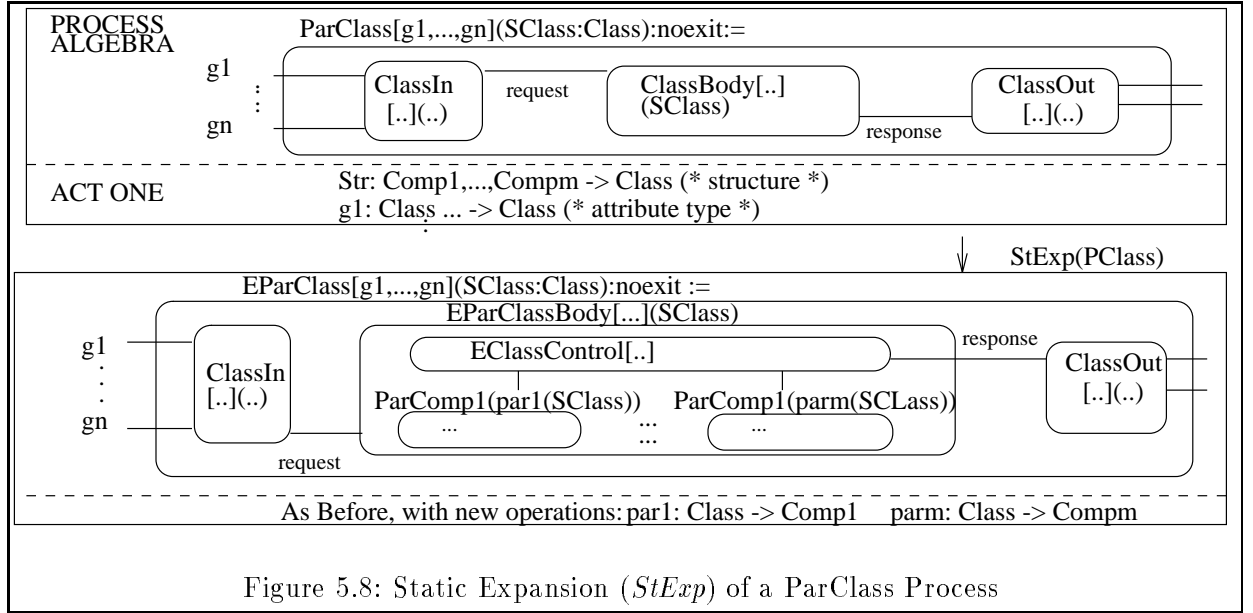 PROCESS
ALGEBRA
ParClass[g1,...,gn](SClass:Class):noexit:=
g1
:
:
gn
ClassIn
[..](..)
request
ClassBody[..]
(SClass)
response
ClassOut
[..](..)
ACT ONE
Str: Comp1,...,Compm -> Class (* structure *)
g1: Class ... -> Class (* attribute type *)
:
StExp(PClass)
EParClass[g1,...,gn](SClass:Class):noexit :=
EParClassBody[...](SClass)
g1
:
:
gn
ClassIn
[..](..)
request
EClassControl[..]
ParComp1(par1(SClass))
...
...
...
ParComp1(parm(SCLass))
...
response
ClassOut
[..](..)
As Before, with new operations: par1: Class -> Comp1 parm: Class -> Compm
Figure 5.8: Static Expansion (StExp) of a ParClass Process